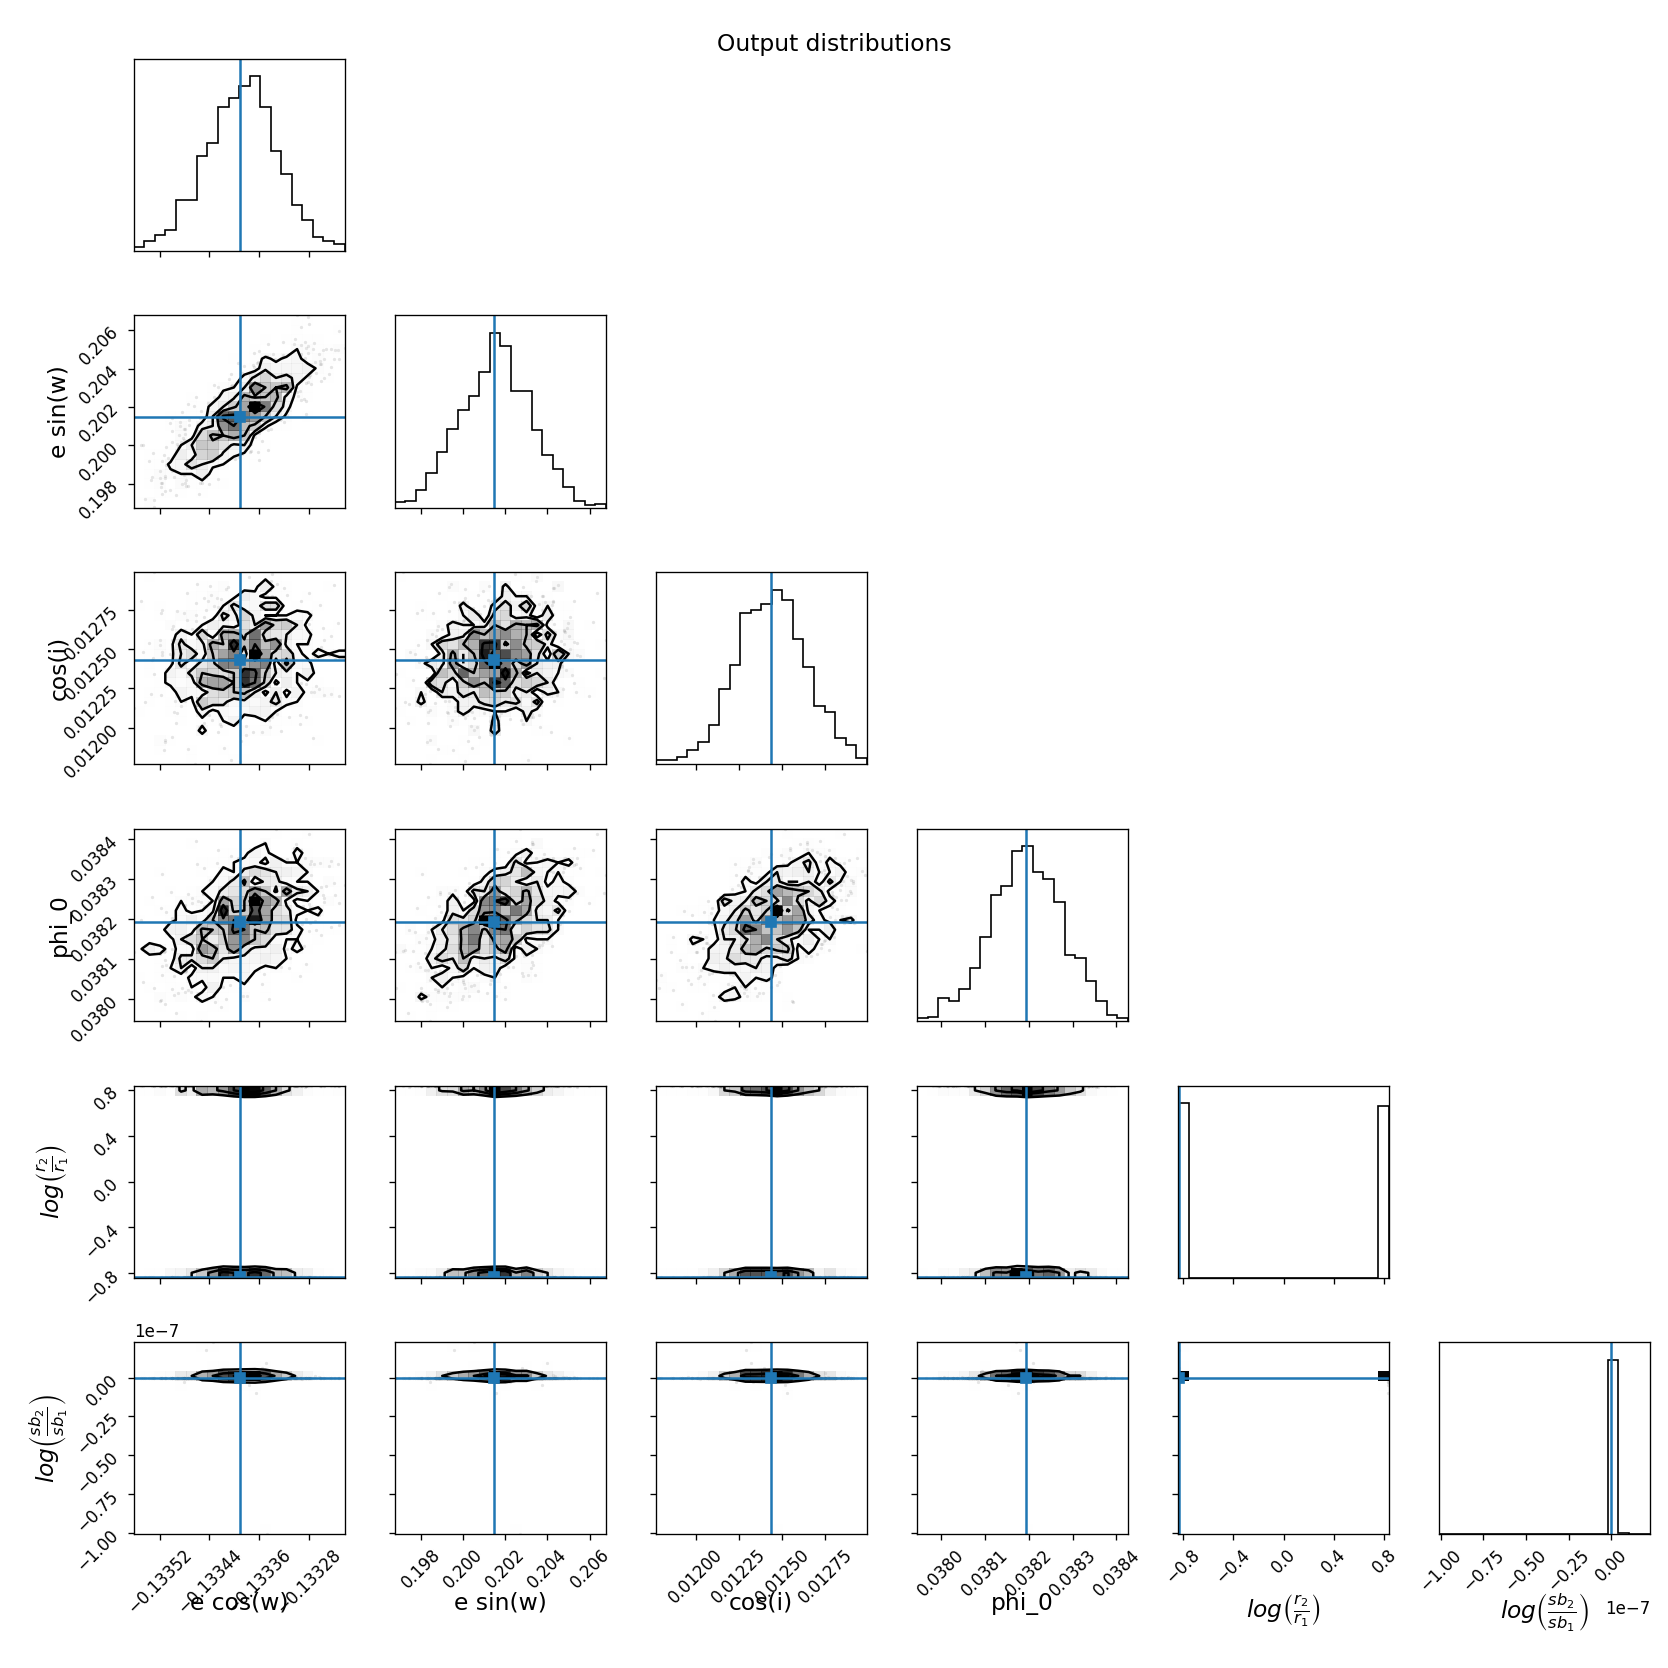 Output distributions
0.206
0.204
0.202
0.200
0.198
e sin(w)
0.01275
0.01250
0.01225
0.01200
cos(i)
0.0384
0.0383
0.0382
0.0381
0.0380
phi_0
0.8
0.4
0.0
−0.4
−0.8
log(r₂/r₁)
1e−7
0.00
−0.25
−0.50
−0.75
−1.00
log(sb₂/sb₁)
−0.13352 −0.13344 −0.13336 −0.13328
0.198 0.200 0.202 0.204 0.206
0.01200 0.01225 0.01250 0.01275
0.0380 0.0381 0.0382 0.0383 0.0384
−0.8 −0.4 0.0 0.4 0.8
−1.00 −0.75 −0.50 −0.25 0.00
e cos(w) e sin(w) cos(i) phi_0 log(r₂/r₁) log(sb₂/sb₁) 1e−7